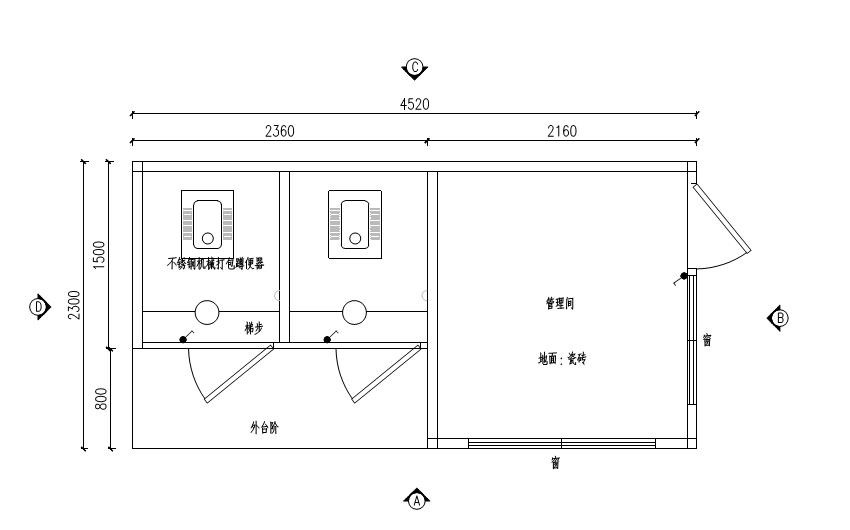 C
4520
2360
2160
1500
2300
800
不锈钢机械打包蹲便器
梯步
管理间
地面：瓷砖
窗
外台阶
窗
D
B
A